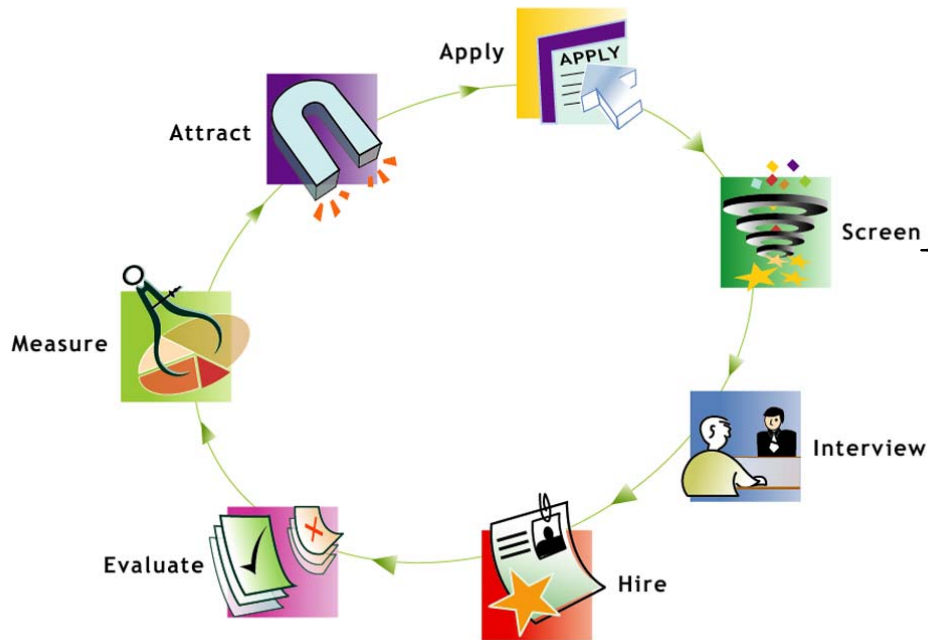 Apply
APPLY
Attract
Screen
Measure
Interview
Evaluate
Hire